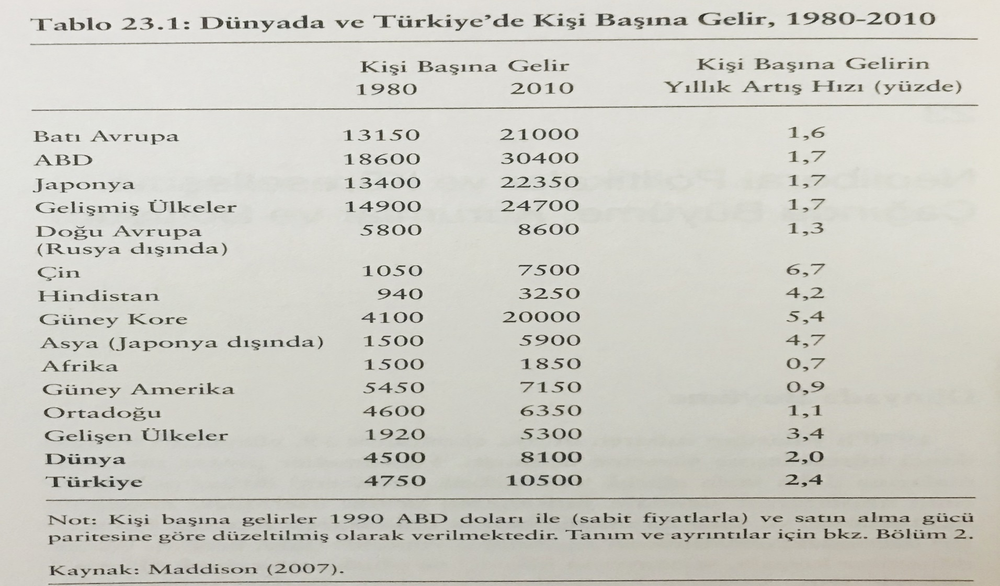 Tablo 23.1: Dünyada ve Türkiye'de Kişi Başına Gelir, 1980-2010
Kişi Başına Gelir Kişi Başına Gelirin
1980 2010 Yıllık Artış Hızı (yüzde)
Batı Avrupa 13150 21000 1,6
ABD 18600 30400 1,7
Japonya 13400 22350 1,7
Gelişmiş Ülkeler 14900 24700 1,7
Doğu Avrupa 5800 8600 1,3
(Rusya dışında)
Çin 1050 7500 6,7
Hindistan 940 3250 4,2
Güney Kore 4100 20000 5,4
Asya (Japonya dışında) 1500 5900 4,7
Afrika 1500 1850 0,7
Güney Amerika 5450 7150 0,9
Ortadoğu 4600 6350 1,1
Gelişen Ülkeler 1920 5300 3,4
Dünya 4500 8100 2,0
Türkiye 4750 10500 2,4
Not: Kişi başına gelirler 1990 ABD doları ile (sabit fiyatlarla) ve satın alma gücü
paritesine göre düzeltilmiş olarak verilmektedir. Tanım ve ayrıntılar için bkz. Bölüm 2.
Kaynak: Maddison (2007).